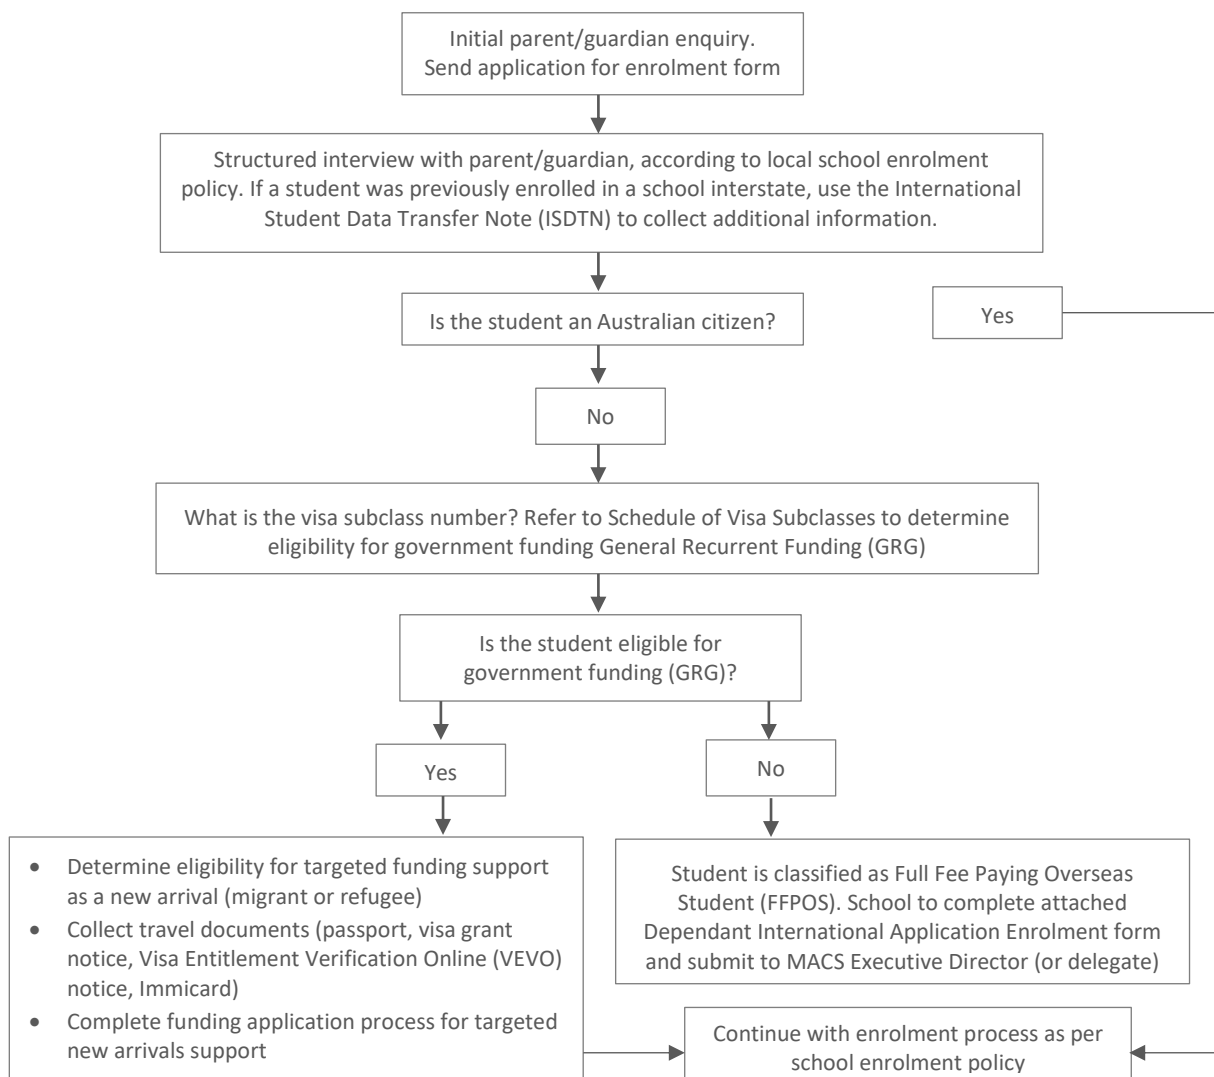 Initial parent/guardian enquiry.
Send application for enrolment form
Structured interview with parent/guardian, according to local school enrolment
policy. If a student was previously enrolled in a school interstate, use the International
Student Data Transfer Note (ISDTN) to collect additional information.
Is the student an Australian citizen?
Yes
No
What is the visa subclass number? Refer to Schedule of Visa Subclasses to determine
eligibility for government funding General Recurrent Funding (GRG)
Is the student eligible for
government funding (GRG)?
Yes
No
• Determine eligibility for targeted funding support
as a new arrival (migrant or refugee)
• Collect travel documents (passport, visa grant
notice, Visa Entitlement Verification Online (VEVO)
notice, Immicard)
• Complete funding application process for targeted
new arrivals support
Student is classified as Full Fee Paying Overseas
Student (FFPOS). School to complete attached
Dependant International Application Enrolment form
and submit to MACS Executive Director (or delegate)
Continue with enrolment process as per
school enrolment policy